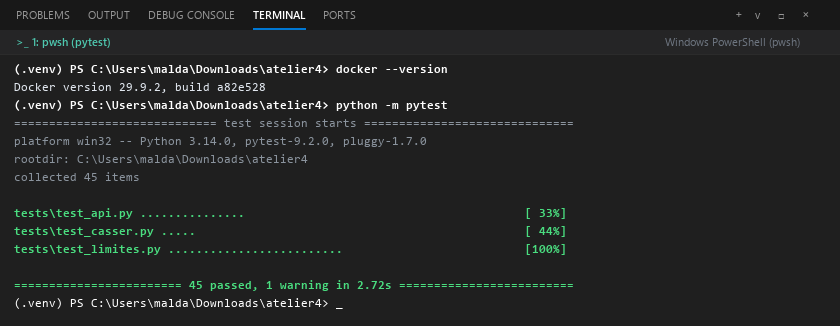 PROBLEMS OUTPUT DEBUG CONSOLE TERMINAL PORTS + v □ ×
>_ 1: pwsh (pytest) Windows PowerShell (pwsh)
(.venv) PS C:\Users\malda\Downloads\atelier4> docker --version
Docker version 29.9.2, build a82e528
(.venv) PS C:\Users\malda\Downloads\atelier4> python -m pytest
============================= test session starts ==============================
platform win32 -- Python 3.14.0, pytest-9.2.0, pluggy-1.7.0
rootdir: C:\Users\malda\Downloads\atelier4
collected 45 items
tests\test_api.py ............... [ 33%]
tests\test_casser.py ..... [ 44%]
tests\test_limites.py ......................... [100%]
======================== 45 passed, 1 warning in 2.72s =========================
(.venv) PS C:\Users\malda\Downloads\atelier4> _